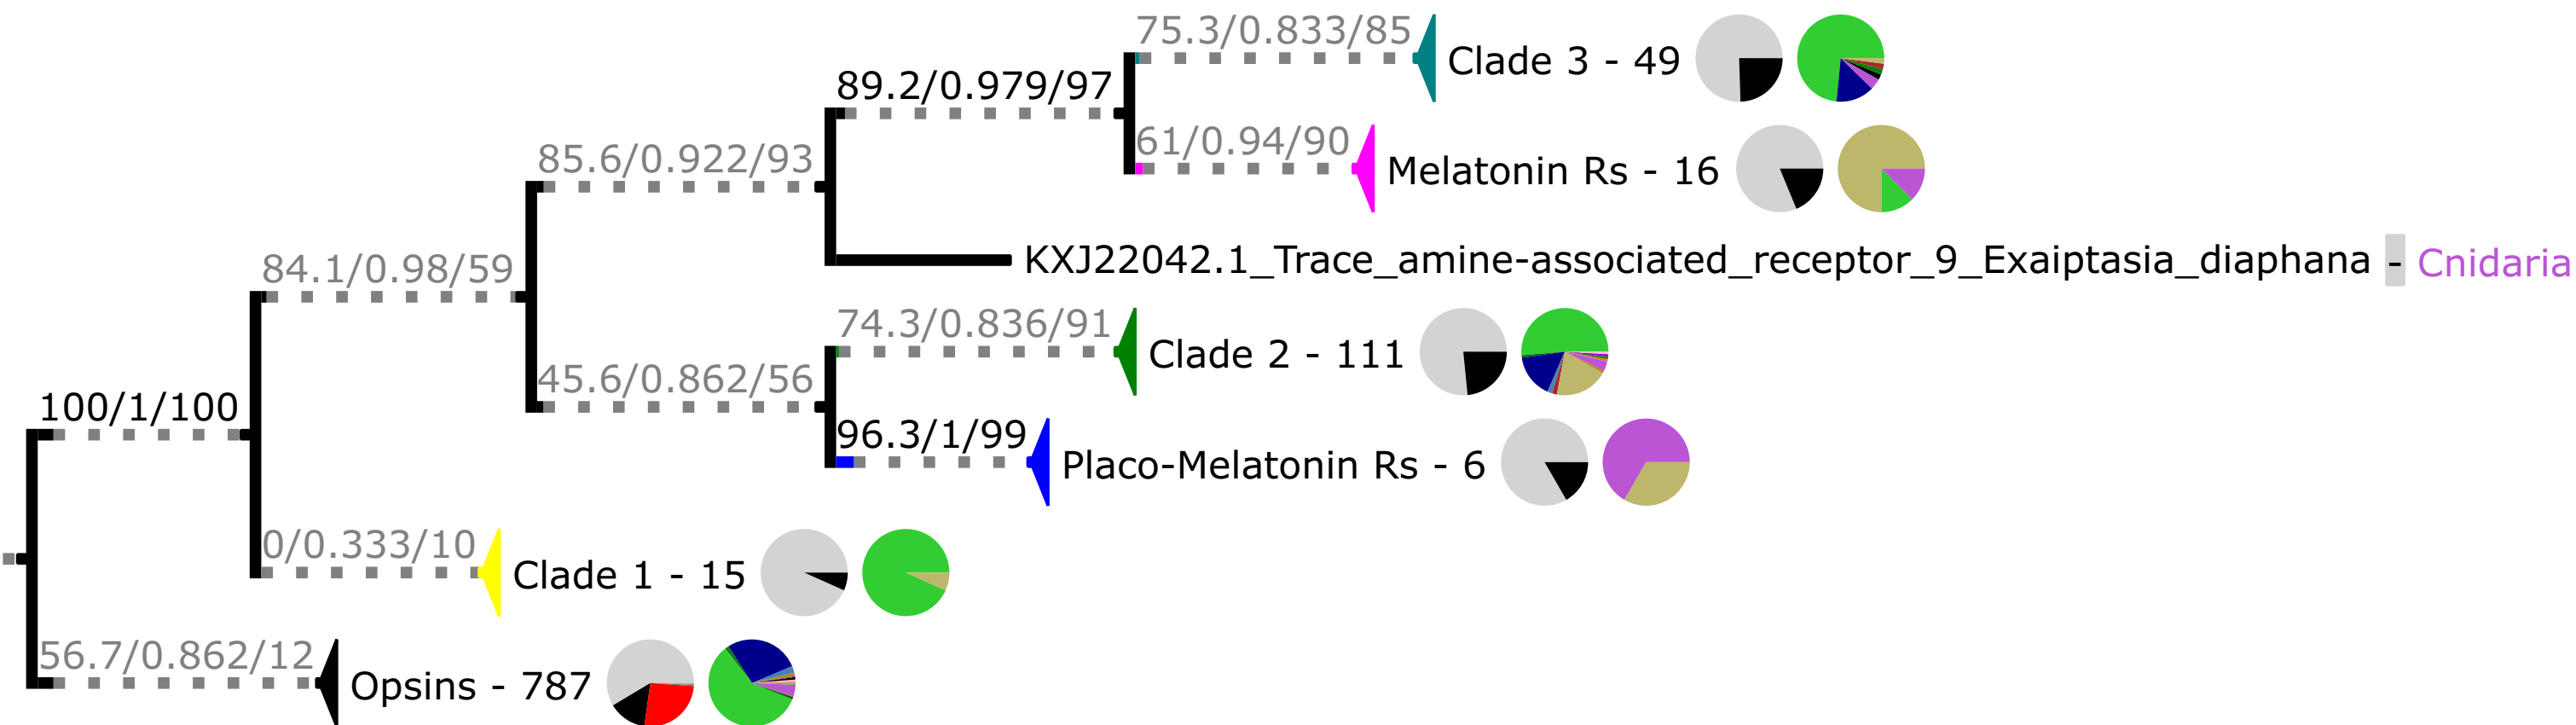 75.3/0.833/85
Clade 3 - 49
89.2/0.979/97
61/0.94/90
Melatonin Rs - 16
85.6/0.922/93
KXJ22042.1_Trace_amine-associated_receptor_9_Exaiptasia_diaphana - Cnidaria
84.1/0.98/59
74.3/0.836/91
Clade 2 - 111
45.6/0.862/56
96.3/1/99
Placo-Melatonin Rs - 6
100/1/100
0/0.333/10
Clade 1 - 15
56.7/0.862/12
Opsins - 787